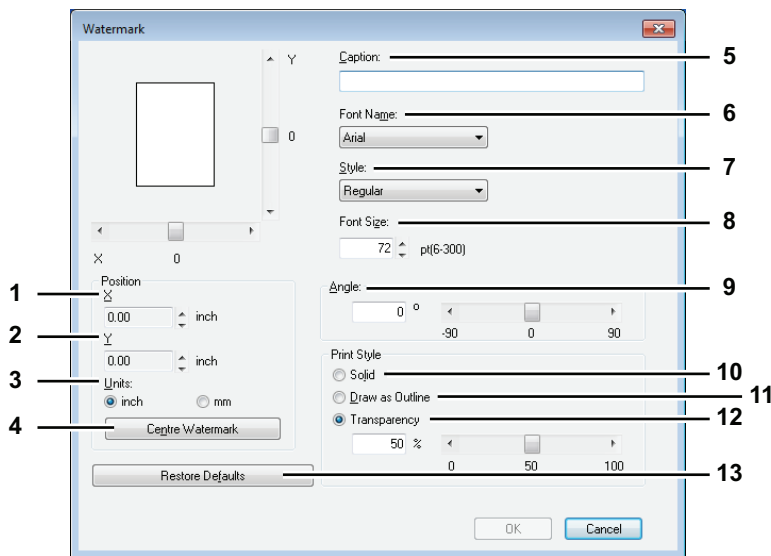 Watermark
Y
0
X 0
Position
1 X
0.00 inch
2 Y
0.00 inch
3 Units:
inch mm
4 Centre Watermark
Restore Defaults 13
Caption: 5
Font Name: 6
Arial
Style: 7
Regular
Font Size: 8
72 pt(6-300)
Angle: 9
0 °
-90 0 90
Print Style
Solid 10
Draw as Outline 11
Transparency 12
50 %
0 50 100
OK Cancel